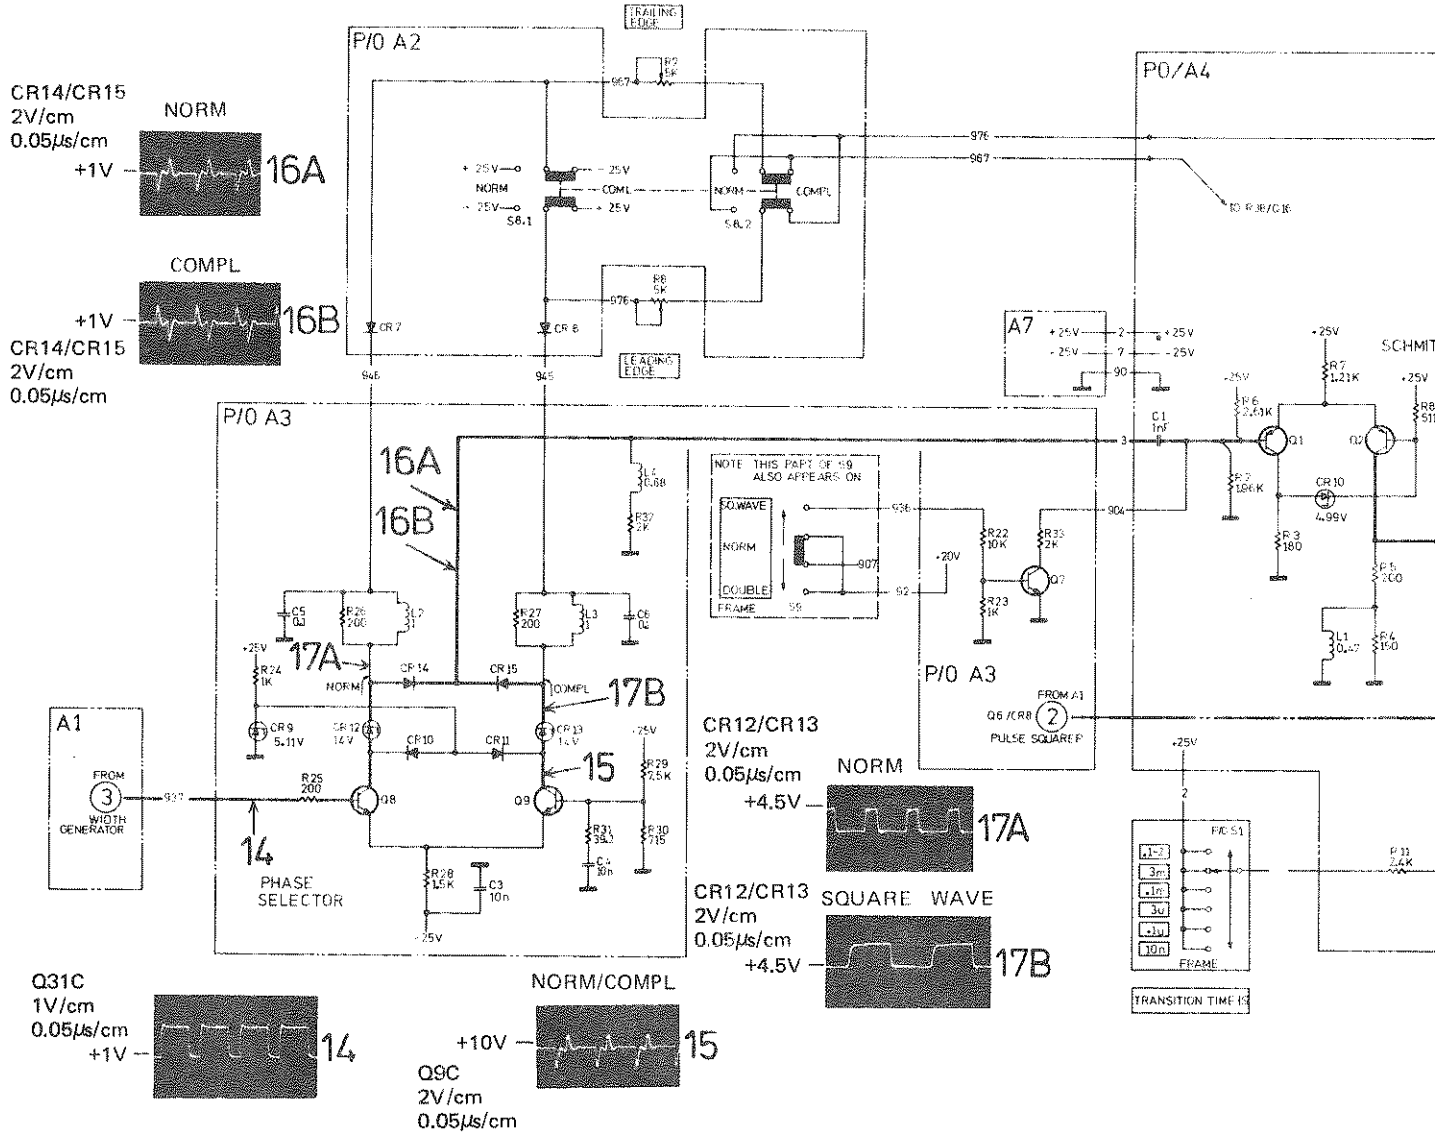 TRAILING
EDGE
P/O A2
R7
5K
967
PO/A4
CR14/CR15
2V/cm
0.05µs/cm
NORM
+1V
16A
+ 25V
- 25V
NORM
COML
- 25V
+ 25V
S8.1
NORM
COMPL
S8.2
976
967
COMPL
+1V
16B
CR14/CR15
2V/cm
0.05µs/cm
976
R8
5K
CR7
CR8
LEADING
EDGE
946
945
A7
+25V
2
+25V
- 25V
7
-25V
90
+25V
SCHMIT
R7
1.21K
+25V
+25V
R6
2.61K
R8
511
P/O A3
C1
1nF
3
Q1
Q2
16A
16B
L4
0.68
R37
2K
NOTE THIS PART OF S9
ALSO APPEARS ON
SQ.WAVE
NORM
DOUBLE
FRAME
S9
936
907
92
+20V
R22
10K
R33
2K
904
Q7
R23
1K
P/O A3
1.96K
CR10
4.99V
R3
180
R5
200
L1
0.47
R4
150
C5
R26
200
L2
1
R27
200
L3
1
C6
+25V
R24
1K
17A
CR14
CR15
NORM
COMPL
17B
CR9
5.11V
CR12
14V
CR10
CR11
CR13
14V
+25V
15
R29
7.5K
A1
FROM
3
WIDTH
GENERATOR
937
R25
200
Q8
Q9
14
R31
39.2
R30
715
C4
10n
PHASE
SELECTOR
R28
1.5K
C3
10n
- 25V
FROM A1
Q6/CR8
2
PULSE SQUARER
CR12/CR13
2V/cm
0.05µs/cm
NORM
+4.5V
17A
+25V
2
P/O S1
.1-2
3m
.1m
3u
.1u
10n
FRAME
R11
2.4K
TRANSITION TIME
CR12/CR13
2V/cm
0.05µs/cm
SQUARE WAVE
+4.5V
17B
Q31C
1V/cm
0.05µs/cm
+1V
14
NORM/COMPL
+10V
15
Q9C
2V/cm
0.05µs/cm